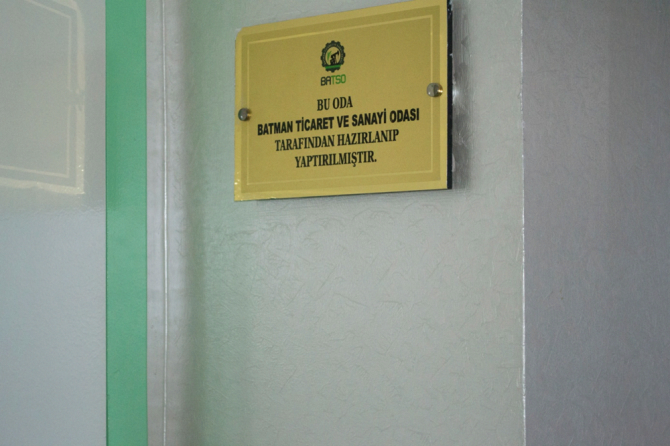 BATSO
BU ODA
BATMAN TİCARET VE SANAYİ ODASI
TARAFINDAN HAZIRLANIP
YAPTIRILMIŞTIR.